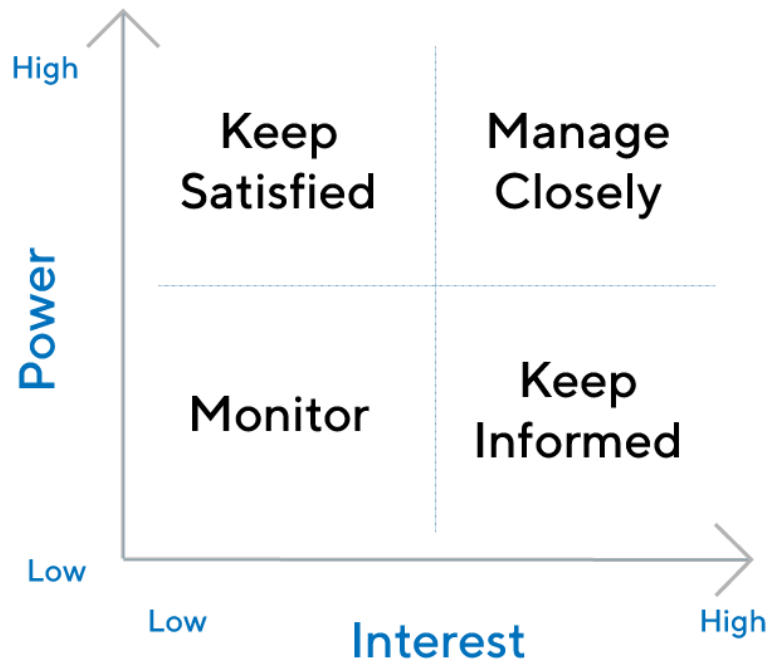 High
Keep
Satisfied
Manage
Closely
Power
Monitor
Keep
Informed
Low
Low
Interest
High